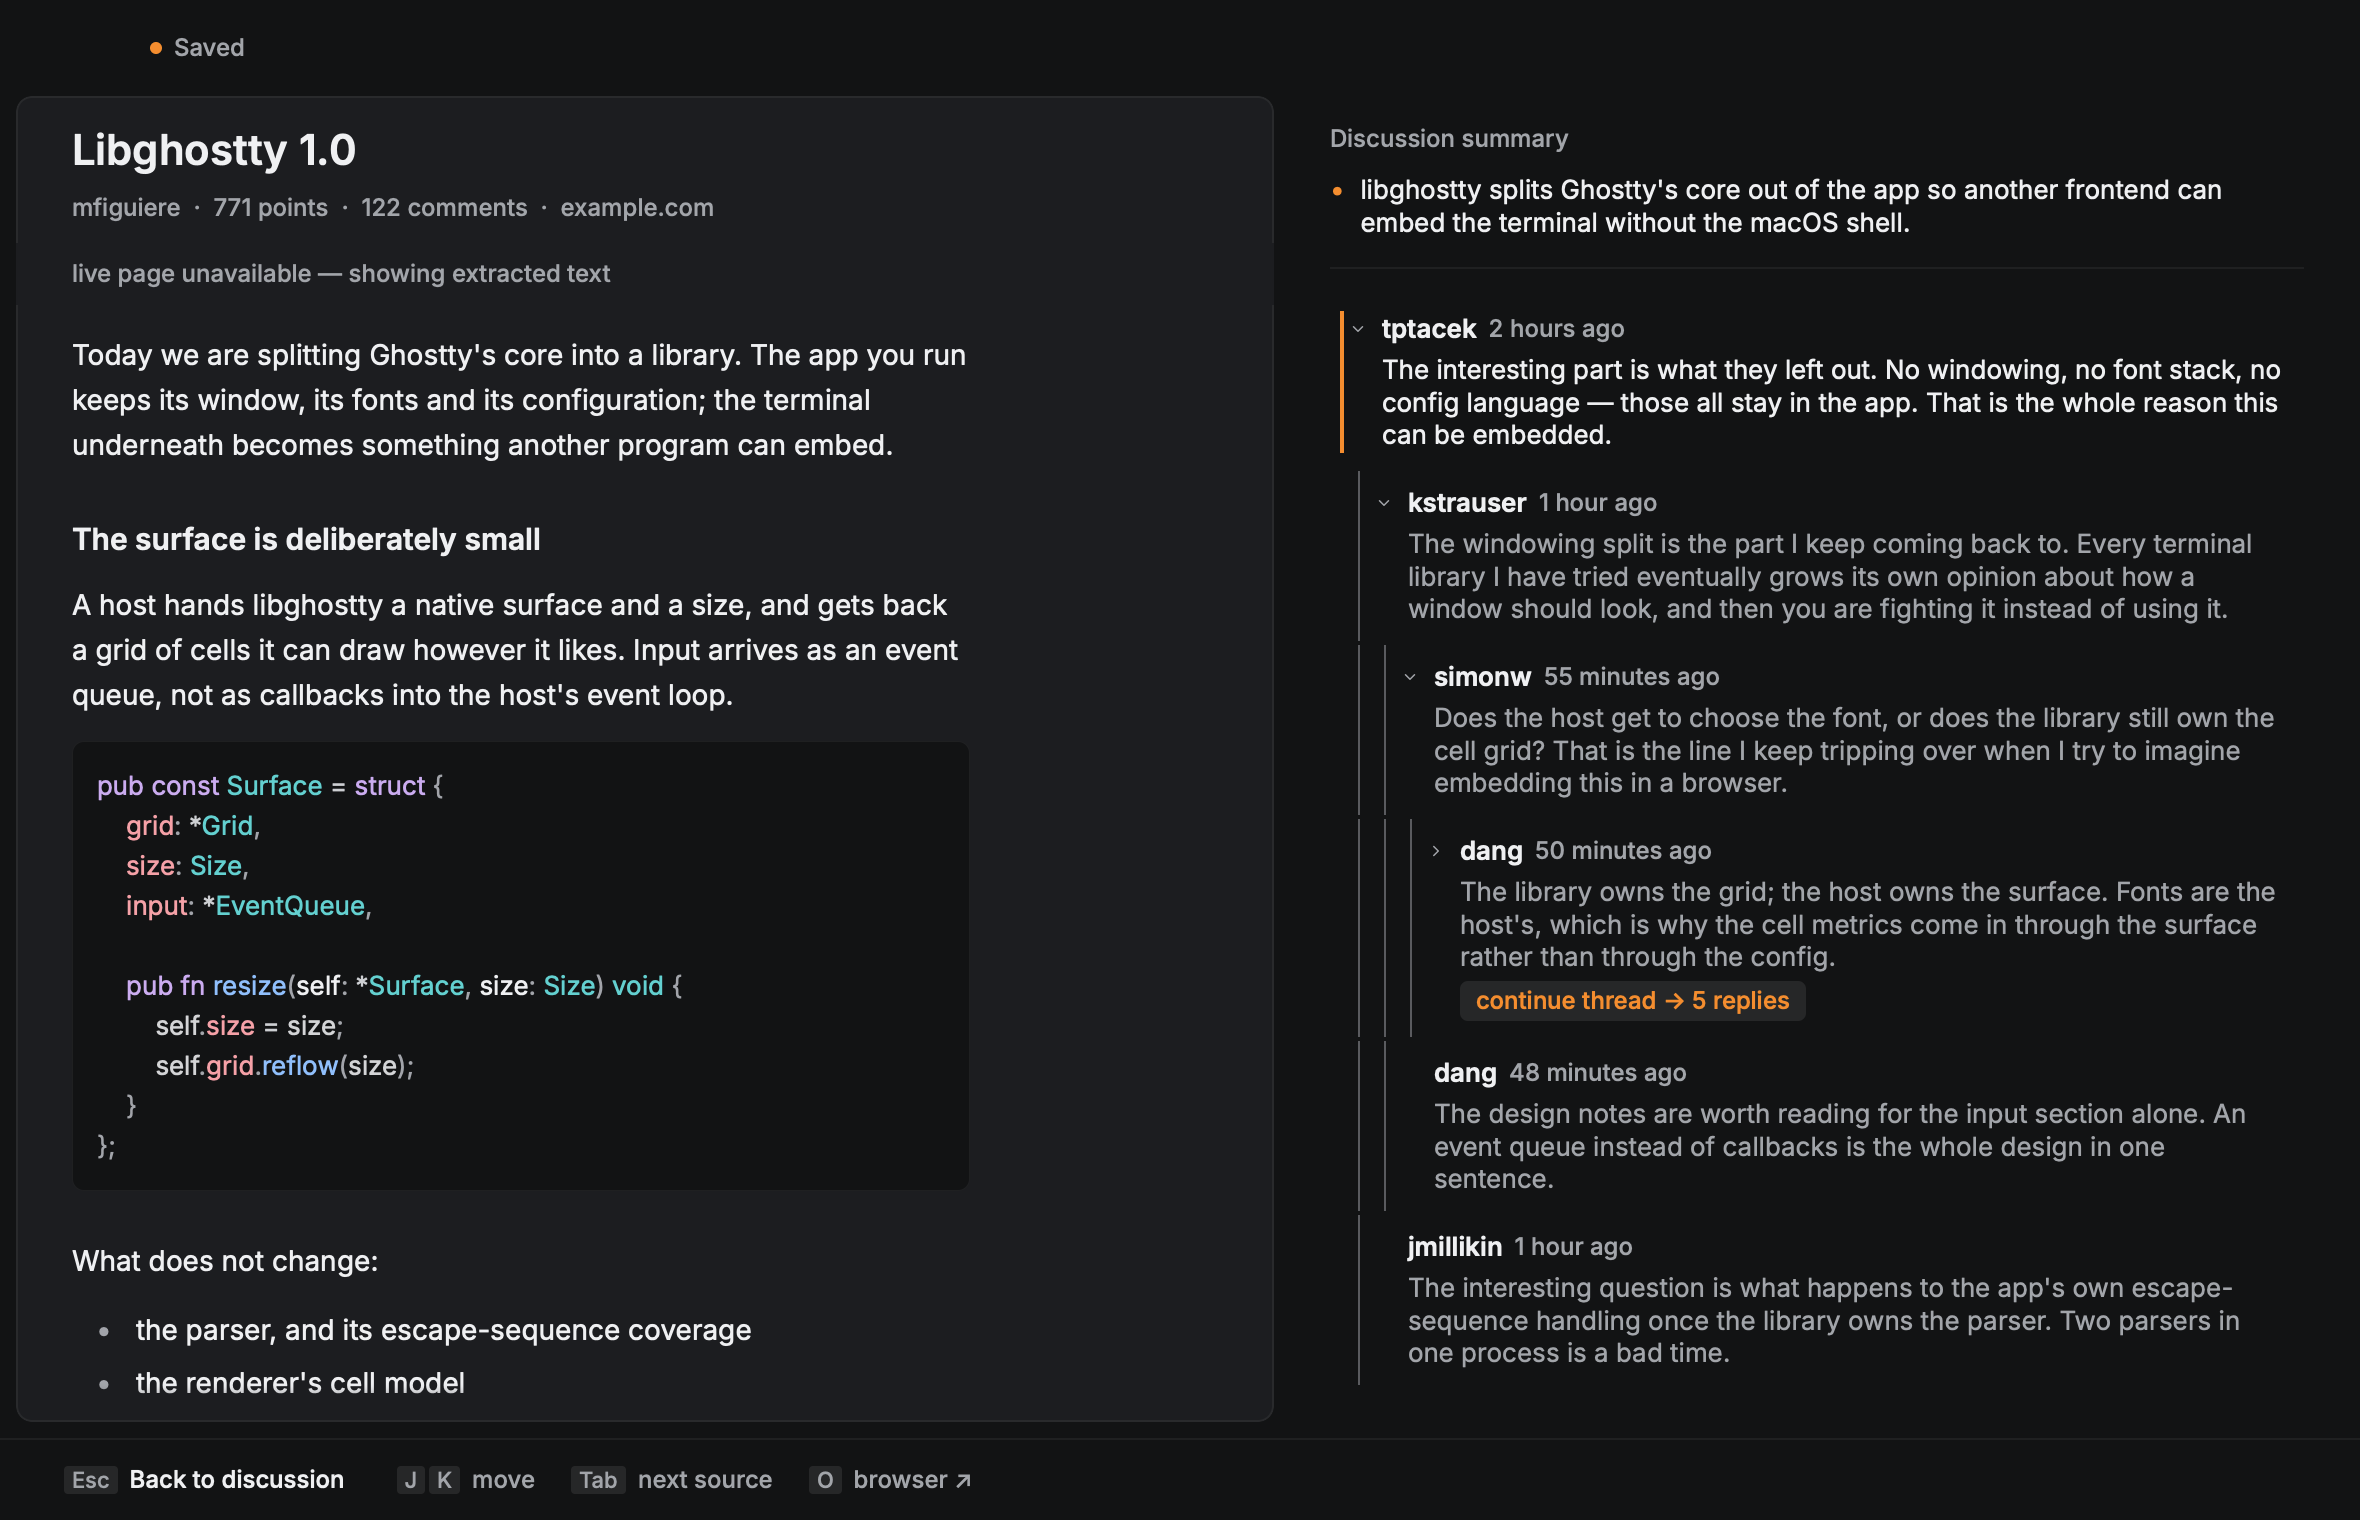 Saved
Libghostty 1.0
mfiguiere · 771 points · 122 comments · example.com
live page unavailable — showing extracted text
Today we are splitting Ghostty's core into a library. The app you run
keeps its window, its fonts and its configuration; the terminal
underneath becomes something another program can embed.
The surface is deliberately small
A host hands libghostty a native surface and a size, and gets back
a grid of cells it can draw however it likes. Input arrives as an event
queue, not as callbacks into the host's event loop.
pub const Surface = struct {
grid: *Grid,
size: Size,
input: *EventQueue,
pub fn resize(self: *Surface, size: Size) void {
self.size = size;
self.grid.reflow(size);
}
};
What does not change:
• the parser, and its escape-sequence coverage
• the renderer's cell model
Discussion summary
• libghostty splits Ghostty's core out of the app so another frontend can
embed the terminal without the macOS shell.
tptacek 2 hours ago
The interesting part is what they left out. No windowing, no font stack, no
config language — those all stay in the app. That is the whole reason this
can be embedded.
kstrauser 1 hour ago
The windowing split is the part I keep coming back to. Every terminal
library I have tried eventually grows its own opinion about how a
window should look, and then you are fighting it instead of using it.
simonw 55 minutes ago
Does the host get to choose the font, or does the library still own the
cell grid? That is the line I keep tripping over when I try to imagine
embedding this in a browser.
dang 50 minutes ago
The library owns the grid; the host owns the surface. Fonts are the
host's, which is why the cell metrics come in through the surface
rather than through the config.
continue thread → 5 replies
dang 48 minutes ago
The design notes are worth reading for the input section alone. An
event queue instead of callbacks is the whole design in one
sentence.
jmillikin 1 hour ago
The interesting question is what happens to the app's own escape-
sequence handling once the library owns the parser. Two parsers in
one process is a bad time.
Esc Back to discussion J K move Tab next source O browser ↗